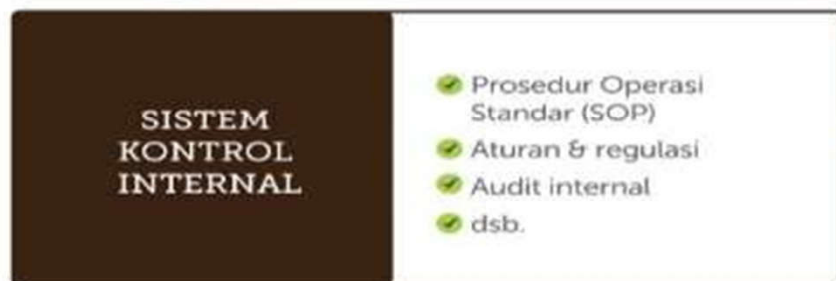 SISTEM
KONTROL
INTERNAL
Prosedur Operasi
Standar (SOP)
Aturan & regulasi
Audit internal
dsb.